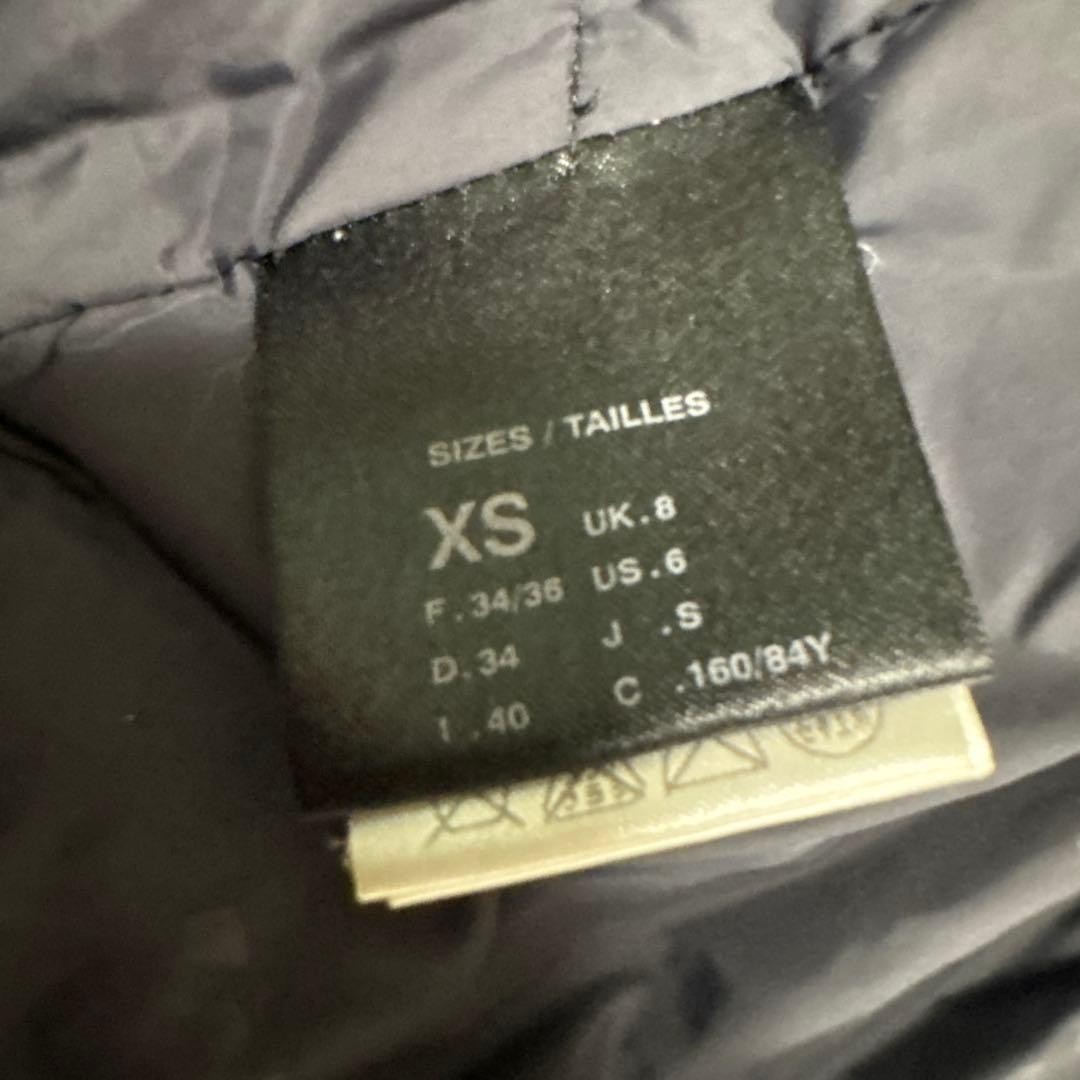 SIZES / TAILLES
XS
UK.8
F.34/36
US.6
D.34
J .S
I .40
C .160/84Y